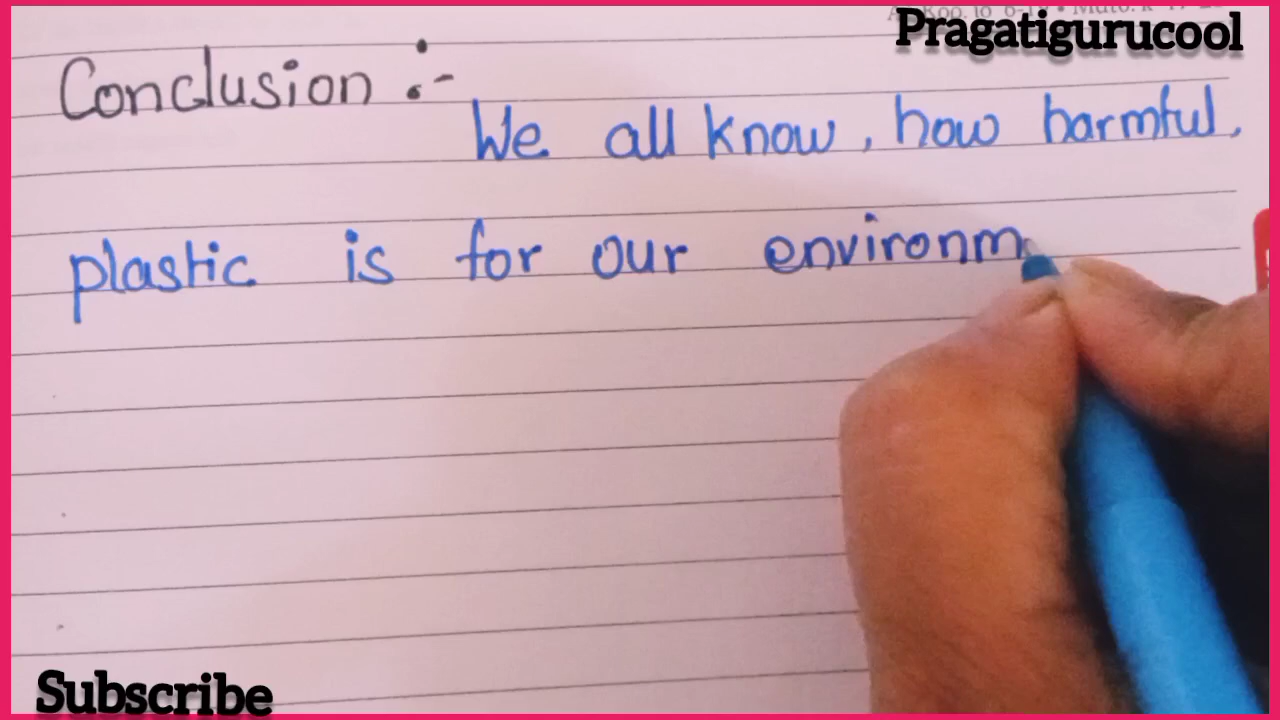 Pragatigurucool
Conclusion :-
We all know, how harmful,
plastic is for our environm
Subscribe